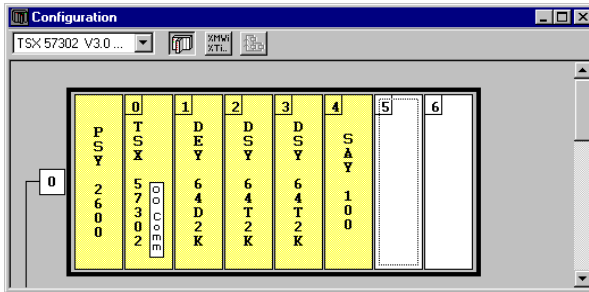 Configuration
TSX 57302 V3.0 ...
%MWi
%TI..
0
0
1
2
3
4
5
6
PSY 2600
TSX 57302
Comm
DEY 64D2K
DSY 64T2K
DSY 64T2K
SAY 100